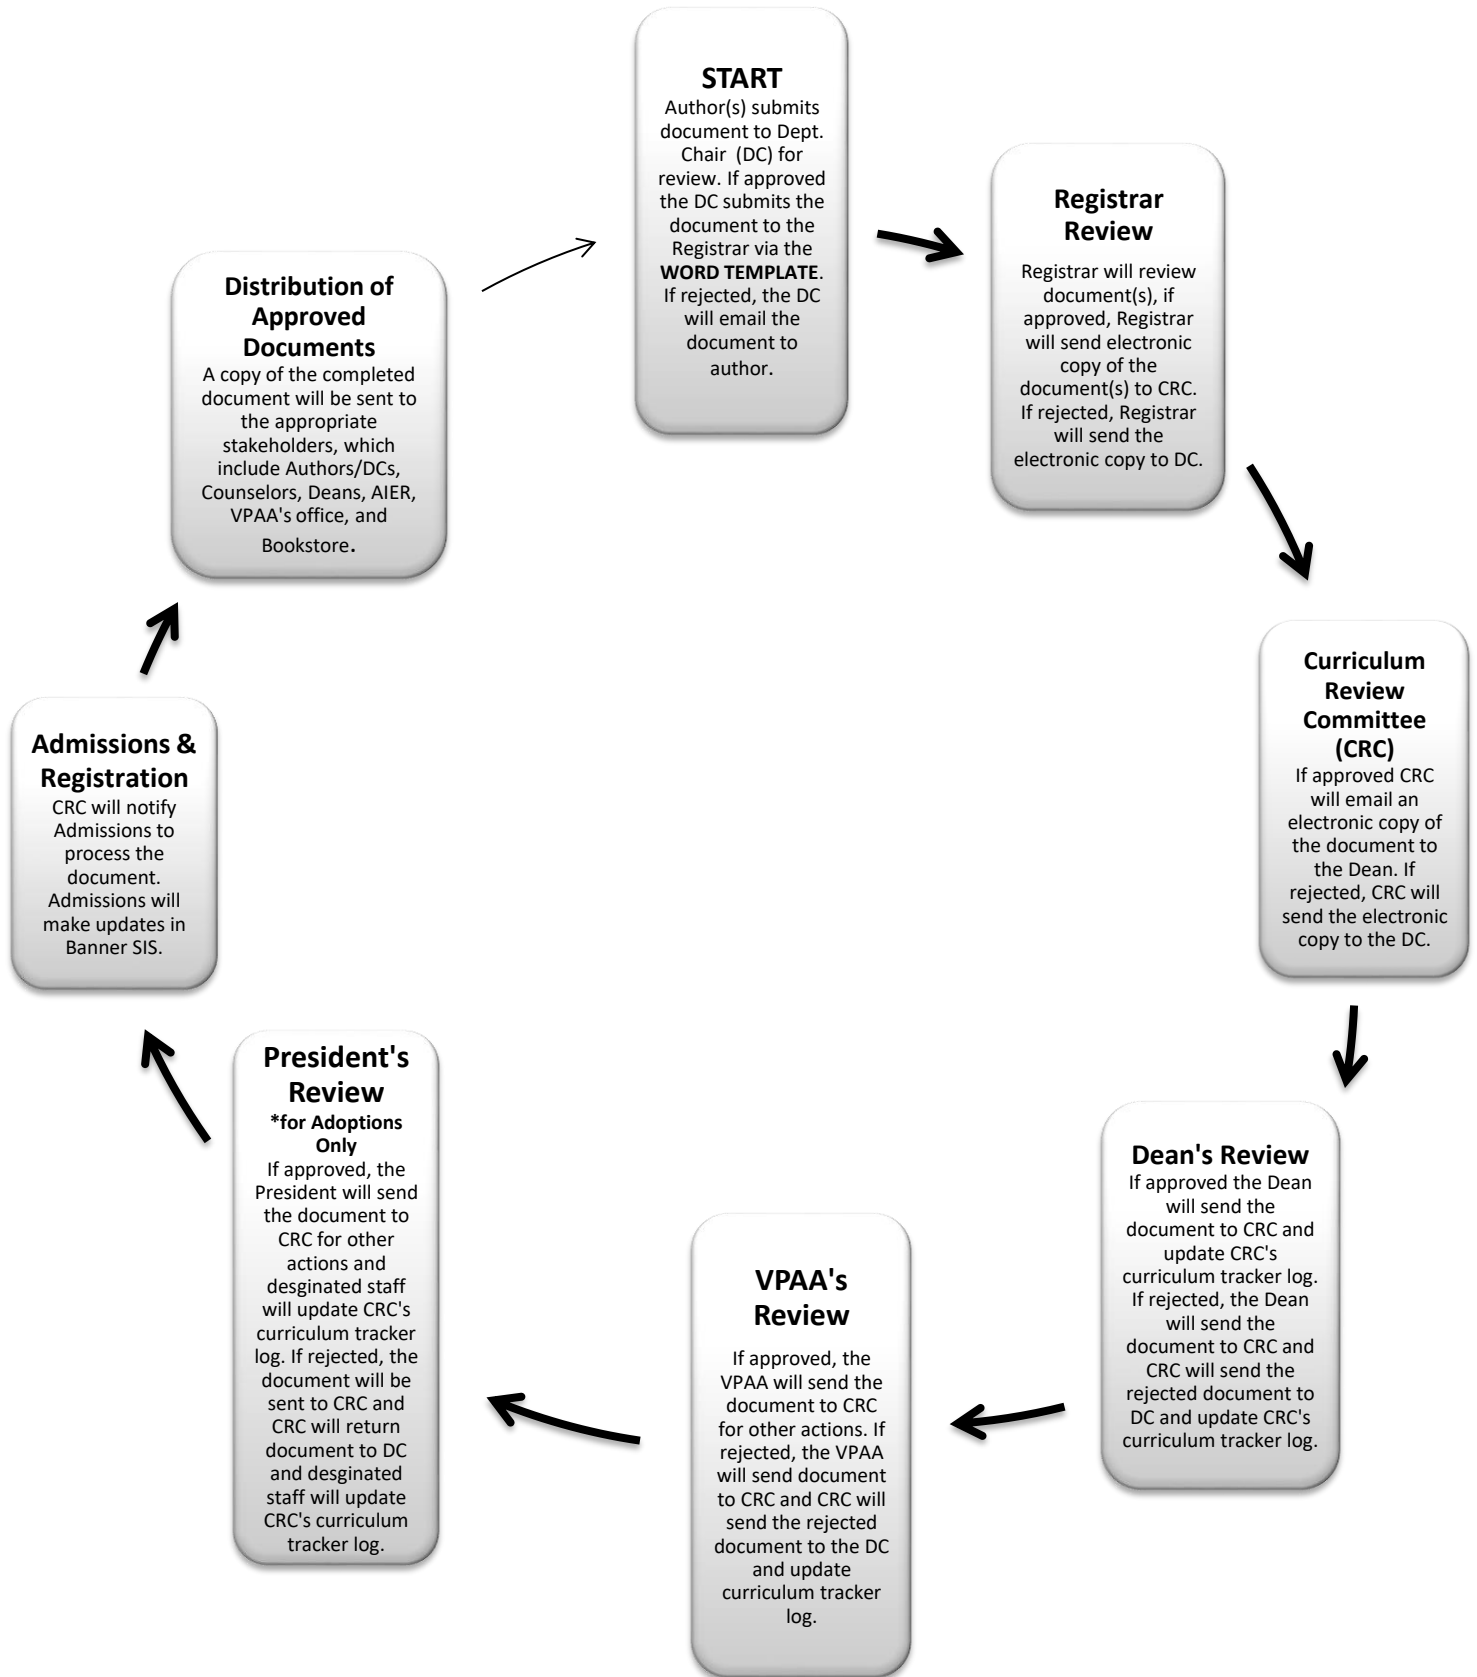 START
Author(s) submits
document to Dept.
Chair (DC) for
review. If approved
the DC submits the
document to the
Registrar via the
WORD TEMPLATE.
If rejected, the DC
will email the
document to
author.
Registrar
Review
Registrar will review
document(s), if
approved, Registrar
will send electronic
copy of the
document(s) to CRC.
If rejected, Registrar
will send the
electronic copy to DC.
Curriculum
Review
Committee
(CRC)
If approved CRC
will email an
electronic copy of
the document to
the Dean. If
rejected, CRC will
send the electronic
copy to the DC.
Dean's Review
If approved the Dean
will send the
document to CRC and
update CRC's
curriculum tracker log.
If rejected, the Dean
will send the
document to CRC and
CRC will send the
rejected document to
DC and update CRC's
curriculum tracker log.
VPAA's
Review
If approved, the
VPAA will send the
document to CRC
for other actions. If
rejected, the VPAA
will send document
to CRC and CRC will
send the rejected
document to the DC
and update
curriculum tracker
log.
President's
Review
*for Adoptions
Only
If approved, the
President will send
the document to
CRC for other
actions and
desginated staff
will update CRC's
curriculum tracker
log. If rejected, the
document will be
sent to CRC and
CRC will return
document to DC
and desginated
staff will update
CRC's curriculum
tracker log.
Admissions &
Registration
CRC will notify
Admissions to
process the
document.
Admissions will
make updates in
Banner SIS.
Distribution of
Approved
Documents
A copy of the completed
document will be sent to
the appropriate
stakeholders, which
include Authors/DCs,
Counselors, Deans, AIER,
VPAA's office, and
Bookstore.